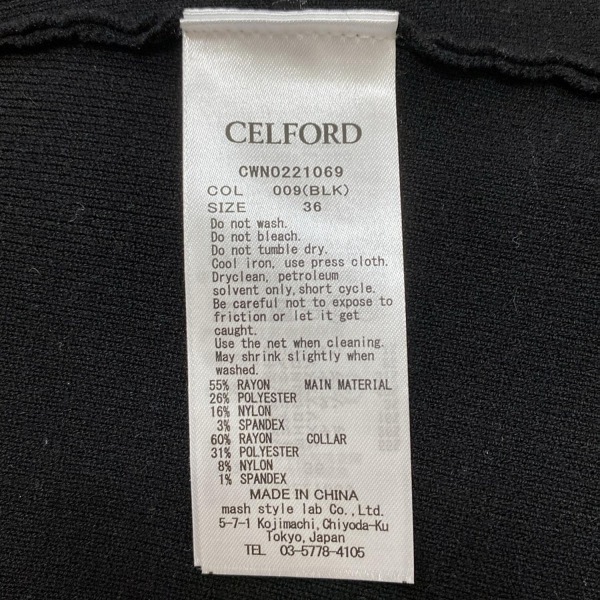 CELFORD
CWNO221069
COL 009(BLK)
SIZE 36
Do not wash.
Do not bleach.
Do not tumble dry.
Cool iron, use press cloth.
Dryclean, petroleum
solvent only,short cycle.
Be careful not to expose to
friction or let it get
caught.
Use the net when cleaning.
May shrink slightly when
washed.
55% RAYON MAIN MATERIAL
26% POLYESTER
16% NYLON
3% SPANDEX
60% RAYON COLLAR
31% POLYESTER
8% NYLON
1% SPANDEX
MADE IN CHINA
mash style lab Co.,Ltd.
5-7-1 Kojimachi,Chiyoda-Ku
Tokyo,Japan
TEL 03-5778-4105